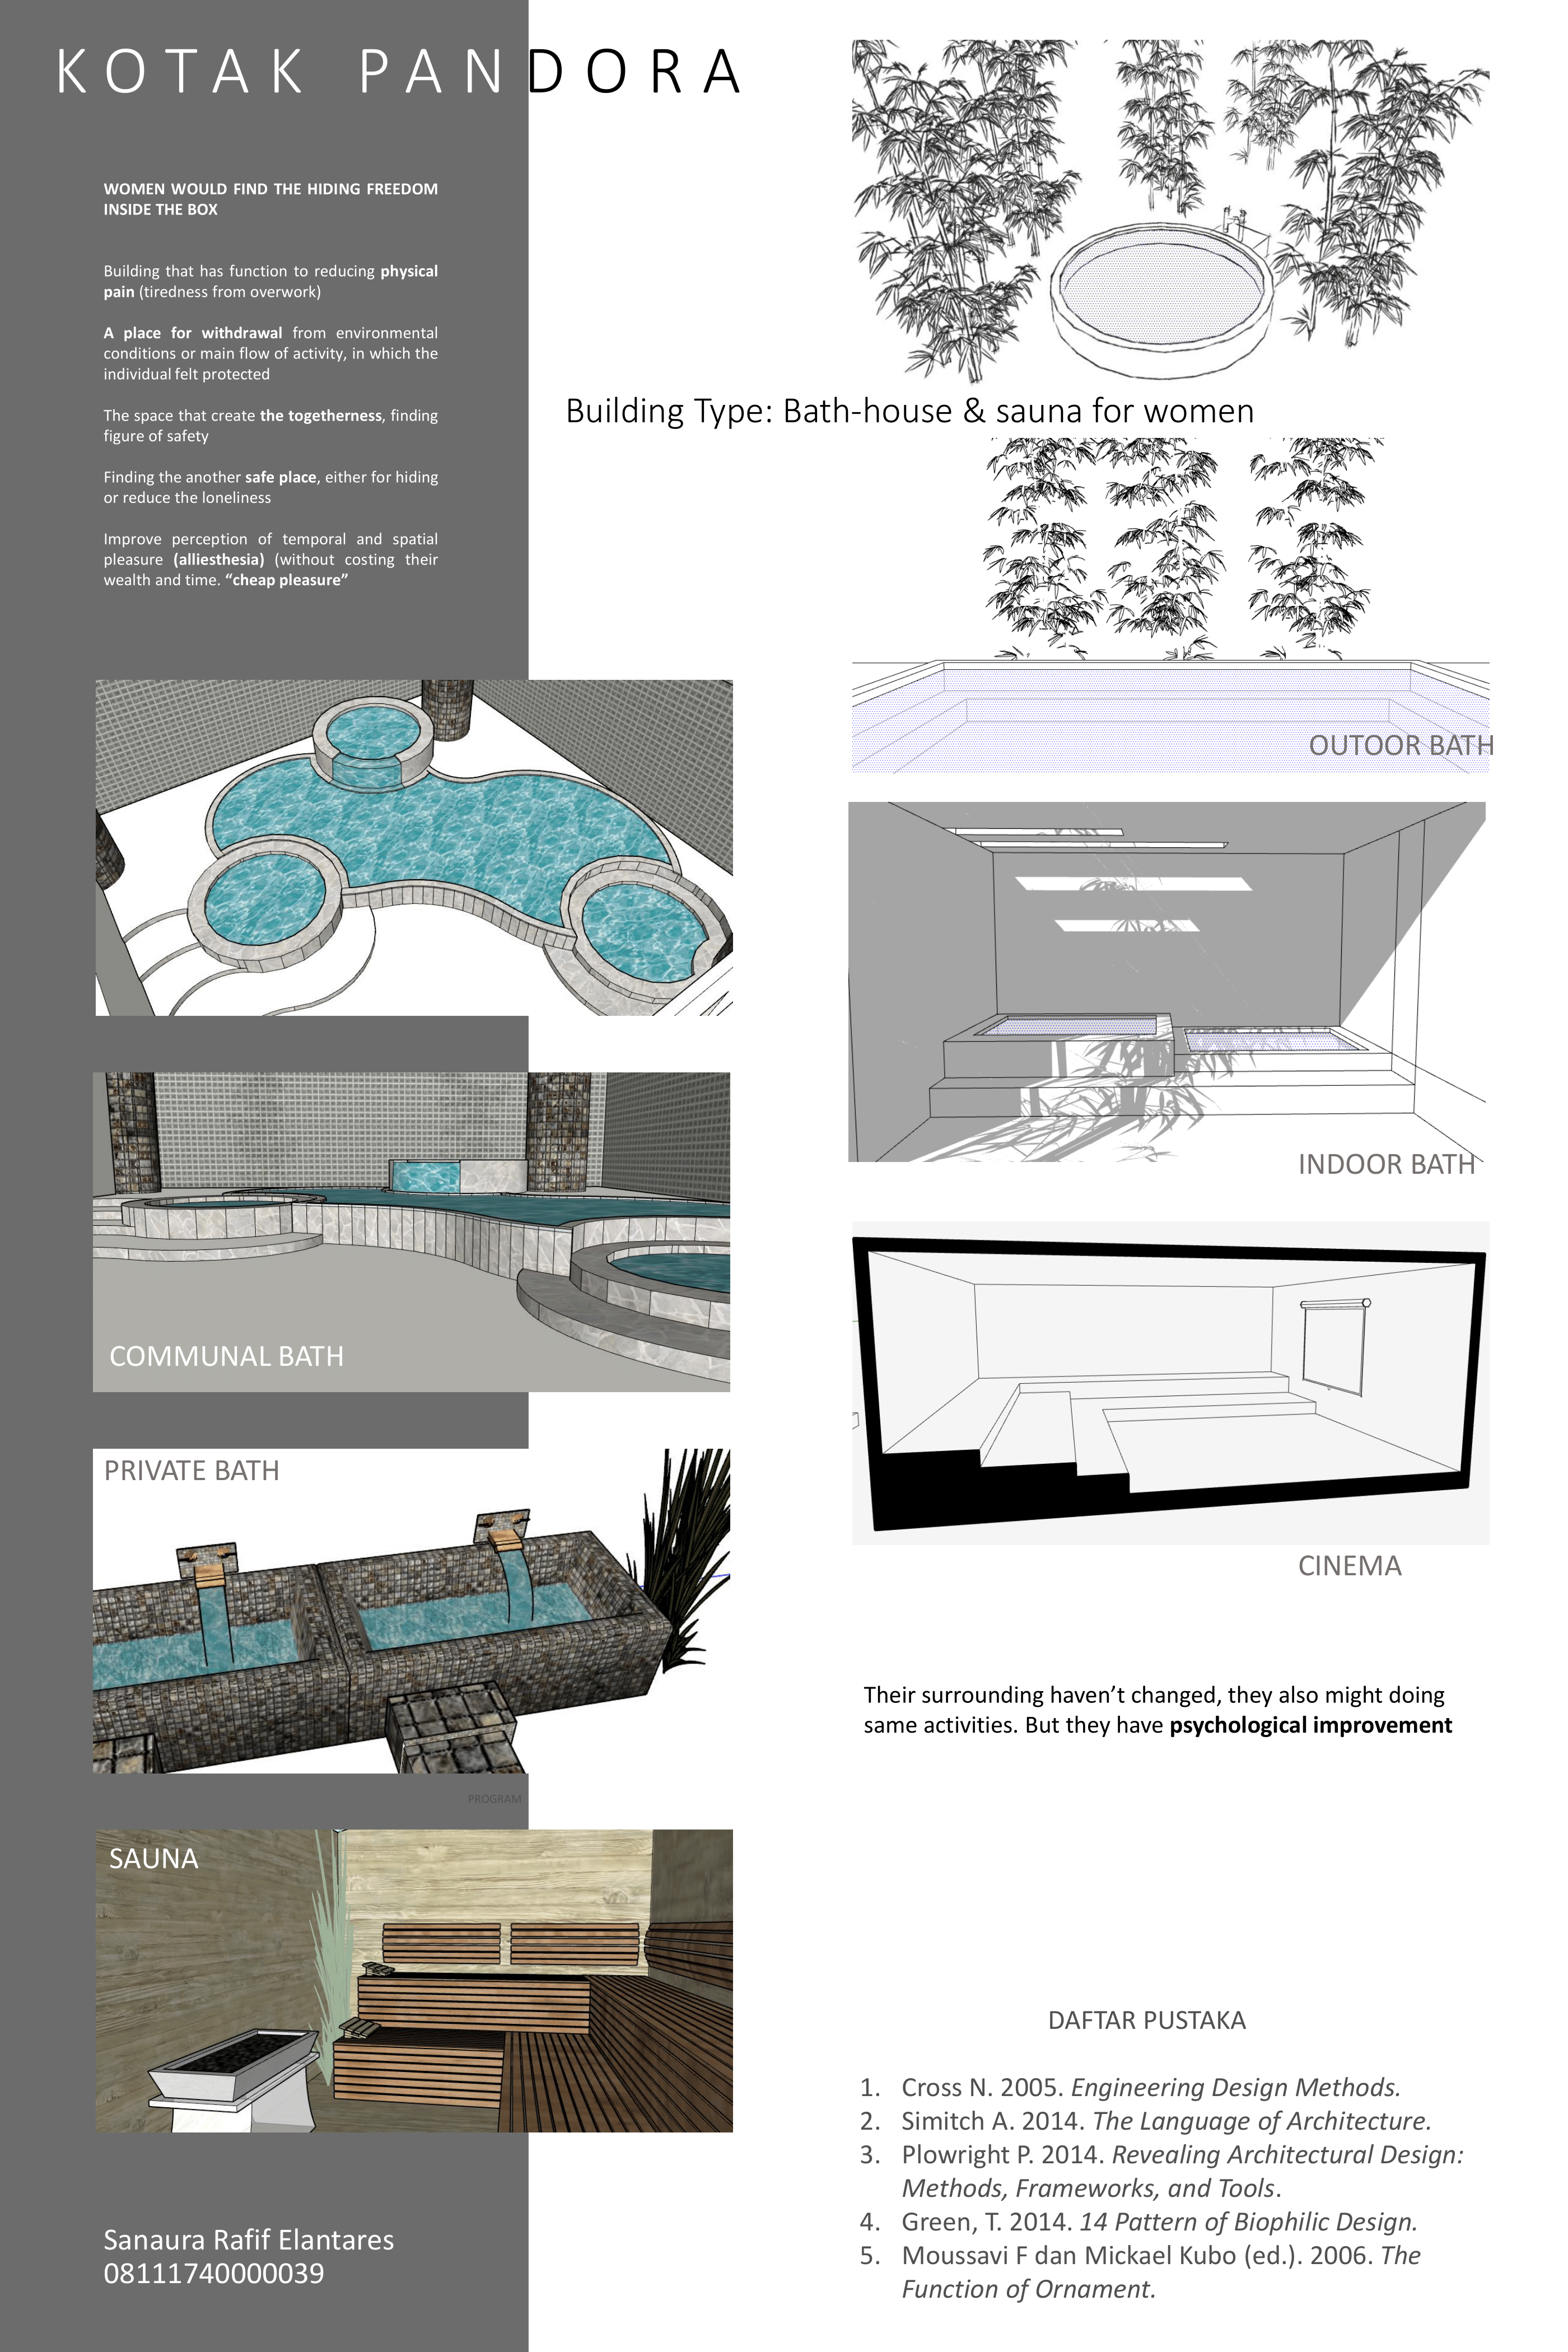 KOTAK PANDORA
WOMEN WOULD FIND THE HIDING FREEDOM
INSIDE THE BOX
Building that has function to reducing physical
pain (tiredness from overwork)
A place for withdrawal from environmental
conditions or main flow of activity, in which the
individual felt protected
The space that create the togetherness, finding
figure of safety
Finding the another safe place, either for hiding
or reduce the loneliness
Improve perception of temporal and spatial
pleasure (alliesthesia) (without costing their
wealth and time. “cheap pleasure”
Building Type: Bath-house & sauna for women
COMMUNAL BATH
PRIVATE BATH
PROGRAM
SAUNA
Sanaura Rafif Elantares
08111740000039
OUTOOR BATH
INDOOR BATH
CINEMA
Their surrounding haven’t changed, they also might doing
same activities. But they have psychological improvement
DAFTAR PUSTAKA
1. Cross N. 2005. Engineering Design Methods.
2. Simitch A. 2014. The Language of Architecture.
3. Plowright P. 2014. Revealing Architectural Design:
Methods, Frameworks, and Tools.
4. Green, T. 2014. 14 Pattern of Biophilic Design.
5. Moussavi F dan Mickael Kubo (ed.). 2006. The
Function of Ornament.